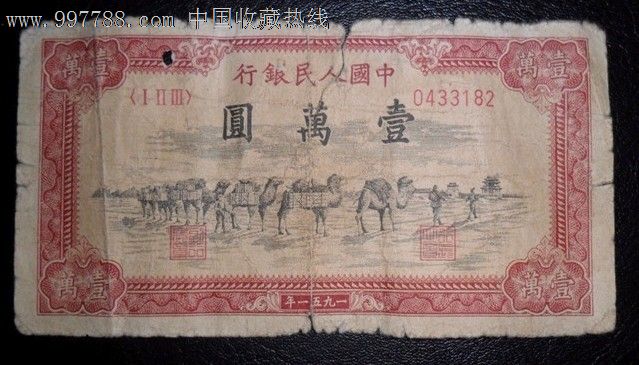 www.997788.com 中国收藏热线
壹萬 壹萬
行銀民人國中
〈I II III〉 0433182
圓萬壹
壹萬 壹萬
年一五九一